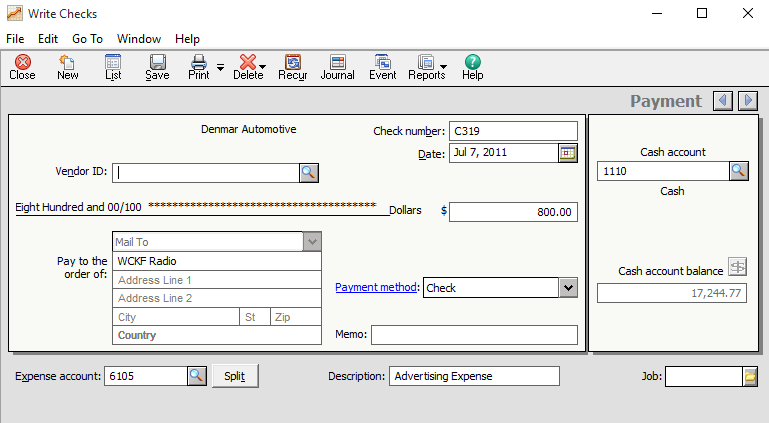 Write Checks
File Edit Go To Window Help
Close New List Save Print Delete Recur Journal Event Reports Help
Payment
Denmar Automotive
Check number: C319
Date: Jul 7, 2011
Vendor ID:
Cash account
1110
Cash
Eight Hundred and 00/100 ************************************** Dollars $ 800.00
Mail To
Pay to the order of:
WCKF Radio
Address Line 1
Address Line 2
City St Zip
Country
Payment method: Check
Memo:
Cash account balance
17,244.77
Expense account: 6105 Split Description: Advertising Expense Job: